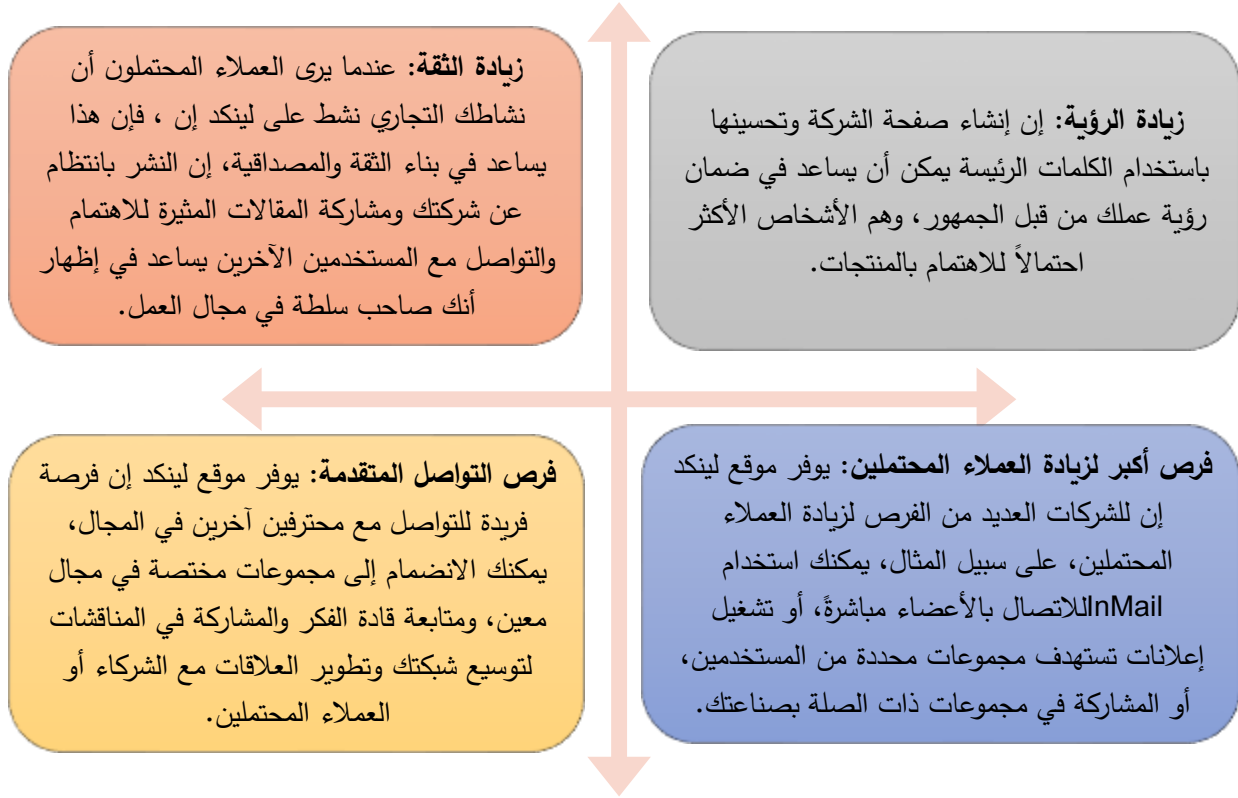 زيادة الرؤية: إن إنشاء صفحة الشركة وتحسينها
باستخدام الكلمات الرئيسة يمكن أن يساعد في ضمان
رؤية عملك من قبل الجمهور، وهم الأشخاص الأكثر
احتمالاً للاهتمام بالمنتجات.
زيادة الثقة: عندما يرى العملاء المحتملون أن
نشاطك التجاري نشط على لينكد إن ، فإن هذا
يساعد في بناء الثقة والمصداقية، إن النشر بانتظام
عن شركتك ومشاركة المقالات المثيرة للاهتمام
والتواصل مع المستخدمين الآخرين يساعد في إظهار
أنك صاحب سلطة في مجال العمل.
فرص أكبر لزيادة العملاء المحتملين: يوفر موقع لينكد
إن للشركات العديد من الفرص لزيادة العملاء
المحتملين، على سبيل المثال، يمكنك استخدام
InMailللاتصال بالأعضاء مباشرةً، أو تشغيل
إعلانات تستهدف مجموعات محددة من المستخدمين،
أو المشاركة في مجموعات ذات الصلة بصناعتك.
فرص التواصل المتقدمة: يوفر موقع لينكد إن فرصة
فريدة للتواصل مع محترفين آخرين في المجال،
يمكنك الانضمام إلى مجموعات مختصة في مجال
معين، ومتابعة قادة الفكر والمشاركة في المناقشات
لتوسيع شبكتك وتطوير العلاقات مع الشركاء أو
العملاء المحتملين.